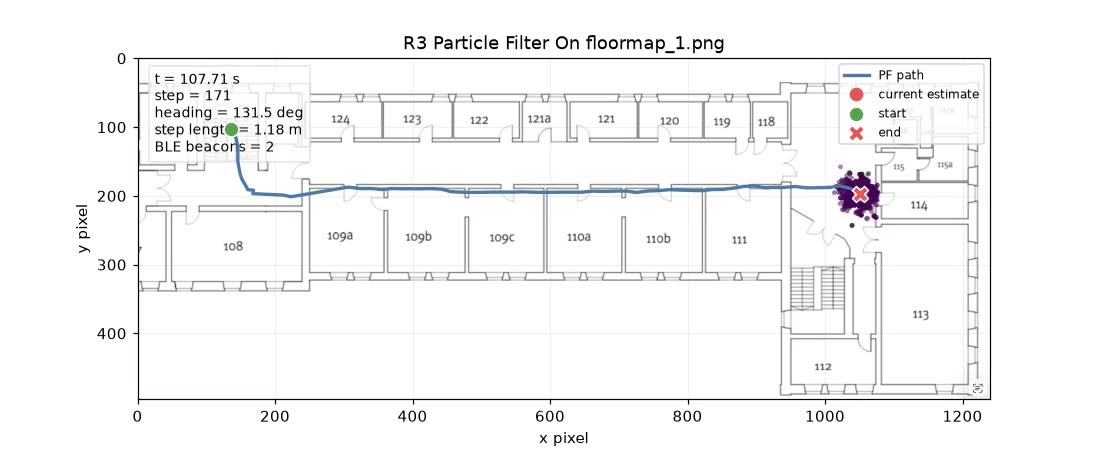 R3 Particle Filter On floormap_1.png
t = 107.71 s
step = 171
heading = 131.5 deg
step length = 1.18 m
BLE beacons = 2
PF path
current estimate
start
end
124
123
122
121a
121
120
119
118
115
115a
114
108
109a
109b
109c
110a
110b
111
113
112
0
100
200
300
400
y pixel
0
200
400
600
800
1000
1200
x pixel